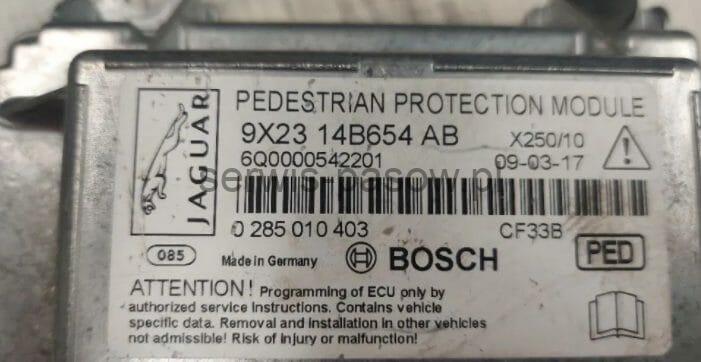 PEDESTRIAN PROTECTION MODULE
JAGUAR
9X23 14B654 AB
X250/10
6Q0000542201
09-03-17
serwis-pasow.pl
0 285 010 403
CF33B
085
Made in Germany
BOSCH
PED
ATTENTION! Programming of ECU only by
authorized service Instructions. Contains vehicle
specific data. Removal and installation in other vehicles
not admissible! Risk of injury or malfunction!